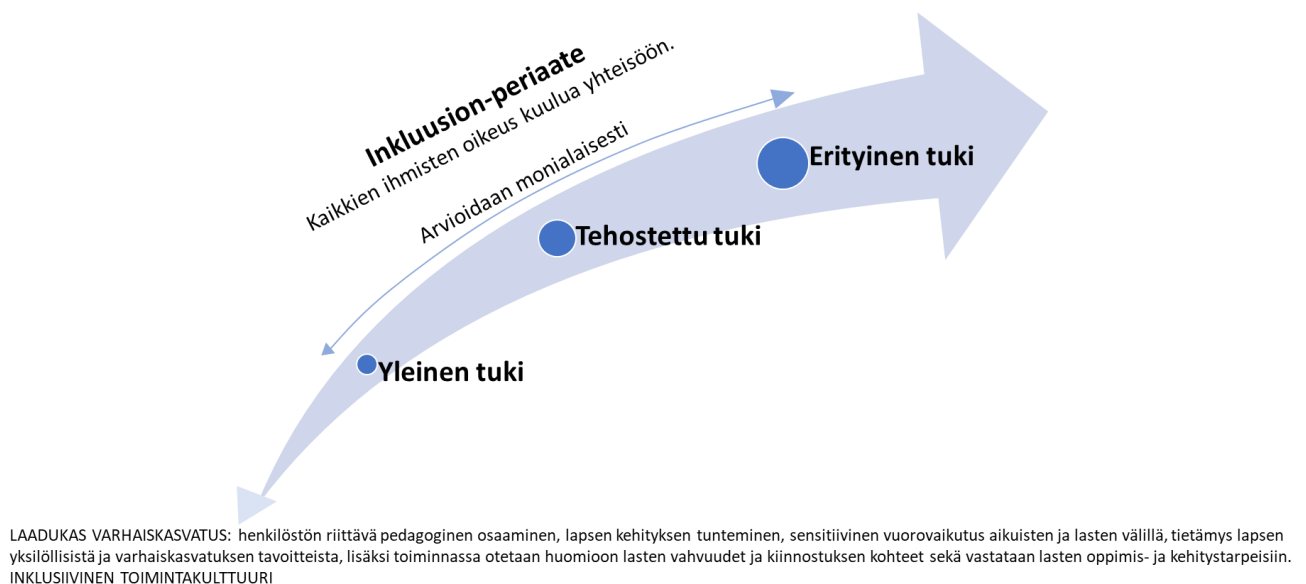 Inkluusion-periaate
Kaikkien ihmisten oikeus kuulua yhteisöön.
Arvioidaan monialaisesti
Erityinen tuki
Tehostettu tuki
Yleinen tuki
LAADUKAS VARHAISKASVATUS: henkilöstön riittävä pedagoginen osaaminen, lapsen kehityksen tunteminen, sensitiivinen vuorovaikutus aikuisten ja lasten välillä, tietämys lapsen
yksilöllisistä ja varhaiskasvatuksen tavoitteista, lisäksi toiminnassa otetaan huomioon lasten vahvuudet ja kiinnostuksen kohteet sekä vastataan lasten oppimis- ja kehitystarpeisiin.
INKLUSIIVINEN TOIMINTAKULTTUURI